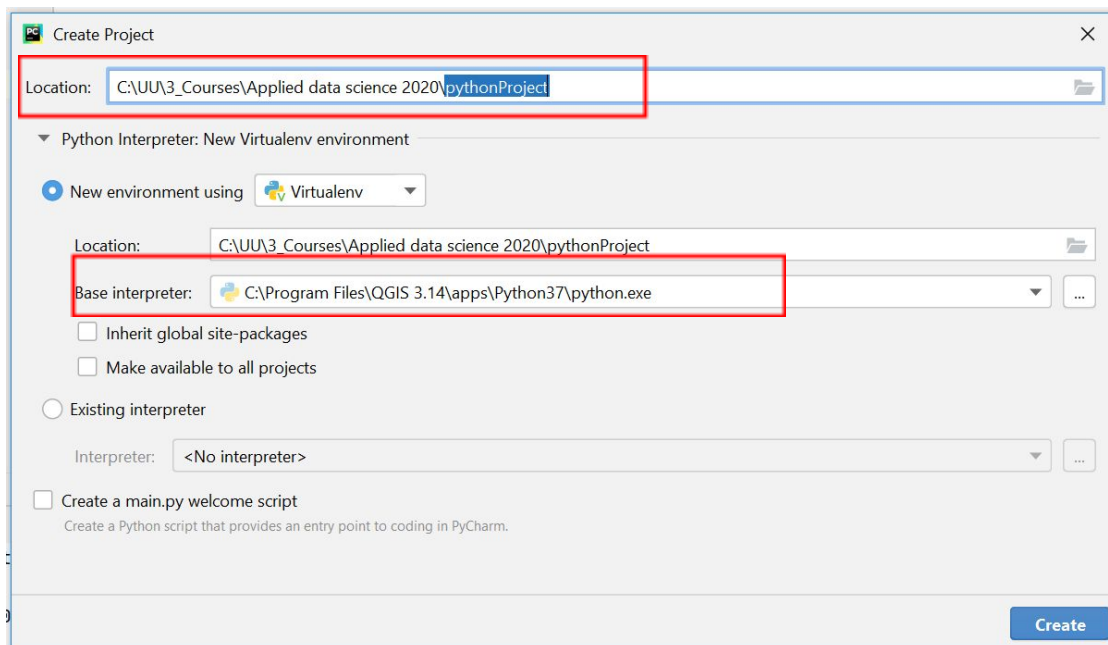 PC
Create Project
Location: C:\UU\3_Courses\Applied data science 2020\pythonProject
Python Interpreter: New Virtualenv environment
New environment using Virtualenv
Location: C:\UU\3_Courses\Applied data science 2020\pythonProject
Base interpreter: C:\Program Files\QGIS 3.14\apps\Python37\python.exe ...
Inherit global site-packages
Make available to all projects
Existing interpreter
Interpreter: <No interpreter> ...
Create a main.py welcome script
Create a Python script that provides an entry point to coding in PyCharm.
Create